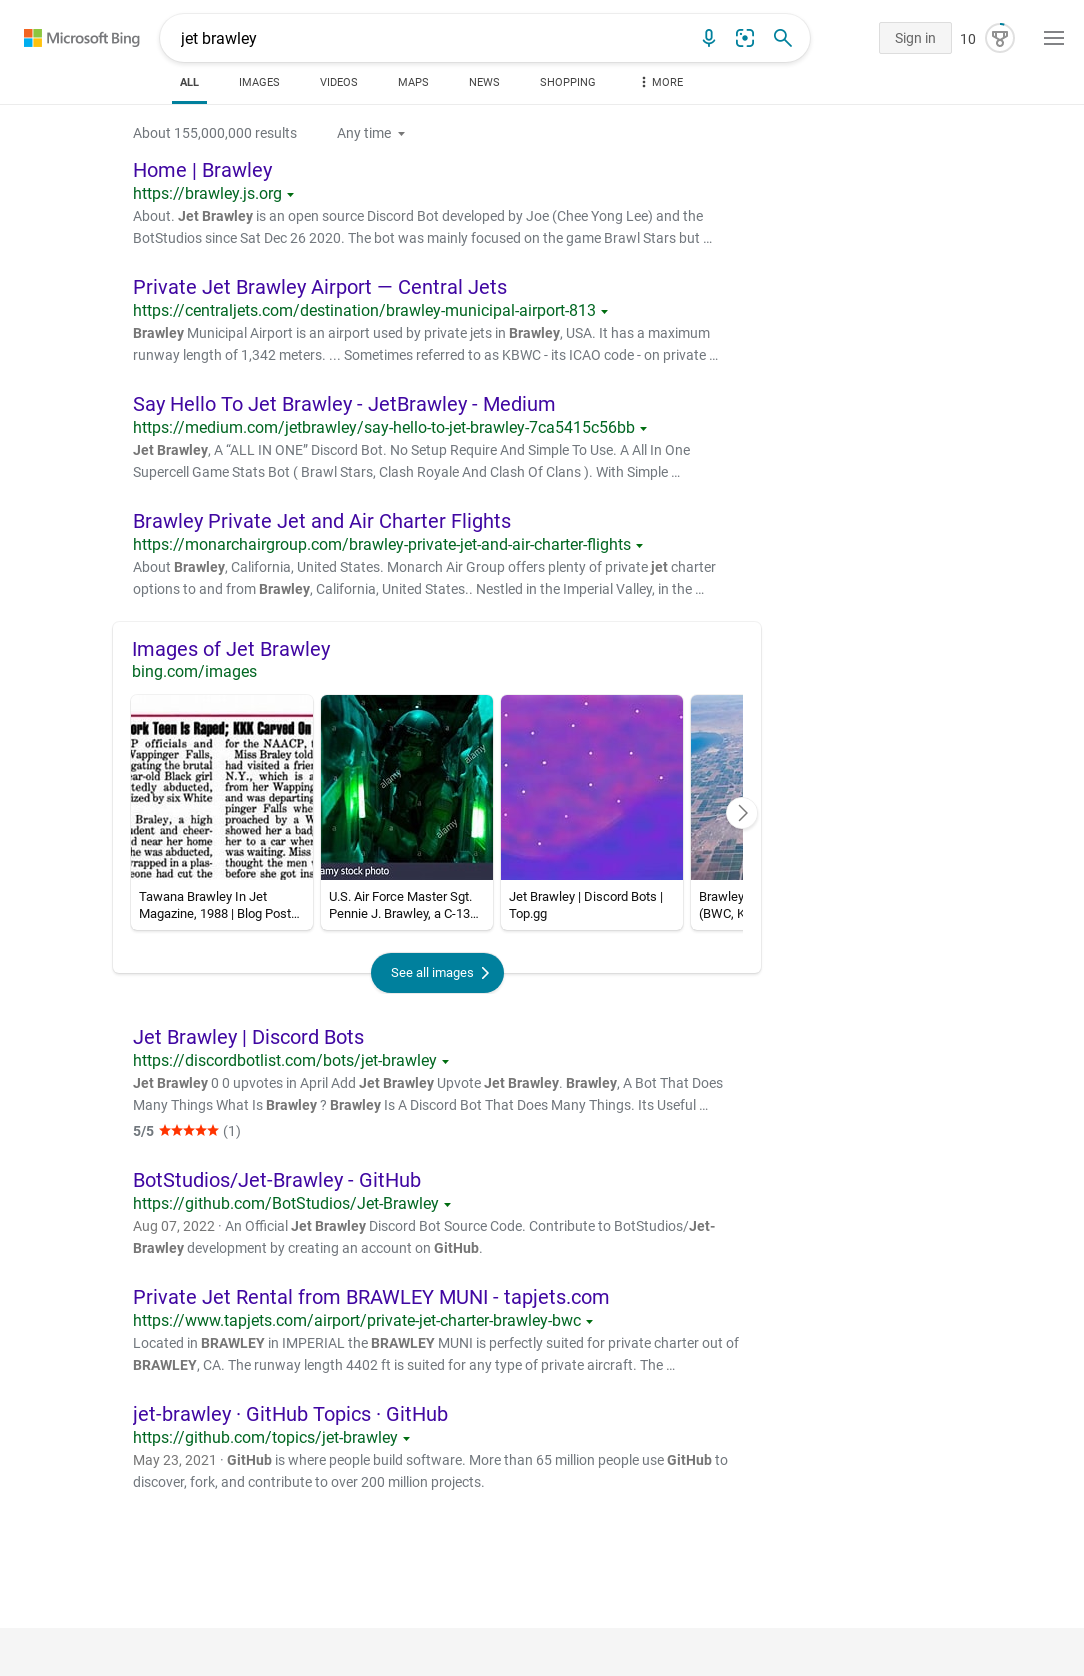 Microsoft Bing
jet brawley
Sign in
10
ALL
IMAGES
VIDEOS
MAPS
NEWS
SHOPPING
MORE
About 155,000,000 results
Any time
Home | Brawley
https://brawley.js.org
About. Jet Brawley is an open source Discord Bot developed by Joe (Chee Yong Lee) and the
BotStudios since Sat Dec 26 2020. The bot was mainly focused on the game Brawl Stars but …
Private Jet Brawley Airport — Central Jets
https://centraljets.com/destination/brawley-municipal-airport-813
Brawley Municipal Airport is an airport used by private jets in Brawley, USA. It has a maximum
runway length of 1,342 meters. ... Sometimes referred to as KBWC - its ICAO code - on private …
Say Hello To Jet Brawley - JetBrawley - Medium
https://medium.com/jetbrawley/say-hello-to-jet-brawley-7ca5415c56bb
Jet Brawley, A “ALL IN ONE” Discord Bot. No Setup Require And Simple To Use. A All In One
Supercell Game Stats Bot ( Brawl Stars, Clash Royale And Clash Of Clans ). With Simple …
Brawley Private Jet and Air Charter Flights
https://monarchairgroup.com/brawley-private-jet-and-air-charter-flights
About Brawley, California, United States. Monarch Air Group offers plenty of private jet charter
options to and from Brawley, California, United States.. Nestled in the Imperial Valley, in the …
Images of Jet Brawley
bing.com/images
ork Teen Is Raped; KKK Carved On
P officials and
Wappinger Falls,
gating the brutal
ear-old Black girl
tedly abducted,
ized by six White
Braley, a high
dent and cheer-
d near her home
he was abducted,
wrapped in a plas-
eone had cut the
for the NAACP,
Miss Braley told
had visited a frie
N.Y., which is a
from her Wapping
and was departing
pinger Falls whe
proached by a W
showed her a bad
her to a car when
was waiting. Miss
thought the men
before she got ins
alamy
alamy
alamy
amy stock photo
Tawana Brawley In Jet
Magazine, 1988 | Blog Post…
U.S. Air Force Master Sgt.
Pennie J. Brawley, a C-13…
Jet Brawley | Discord Bots |
Top.gg
Brawley
(BWC, K
See all images
Jet Brawley | Discord Bots
https://discordbotlist.com/bots/jet-brawley
Jet Brawley 0 0 upvotes in April Add Jet Brawley Upvote Jet Brawley. Brawley, A Bot That Does
Many Things What Is Brawley ? Brawley Is A Discord Bot That Does Many Things. Its Useful …
5/5 ★★★★★ (1)
BotStudios/Jet-Brawley - GitHub
https://github.com/BotStudios/Jet-Brawley
Aug 07, 2022 · An Official Jet Brawley Discord Bot Source Code. Contribute to BotStudios/Jet-
Brawley development by creating an account on GitHub.
Private Jet Rental from BRAWLEY MUNI - tapjets.com
https://www.tapjets.com/airport/private-jet-charter-brawley-bwc
Located in BRAWLEY in IMPERIAL the BRAWLEY MUNI is perfectly suited for private charter out of
BRAWLEY, CA. The runway length 4402 ft is suited for any type of private aircraft. The …
jet-brawley · GitHub Topics · GitHub
https://github.com/topics/jet-brawley
May 23, 2021 · GitHub is where people build software. More than 65 million people use GitHub to
discover, fork, and contribute to over 200 million projects.